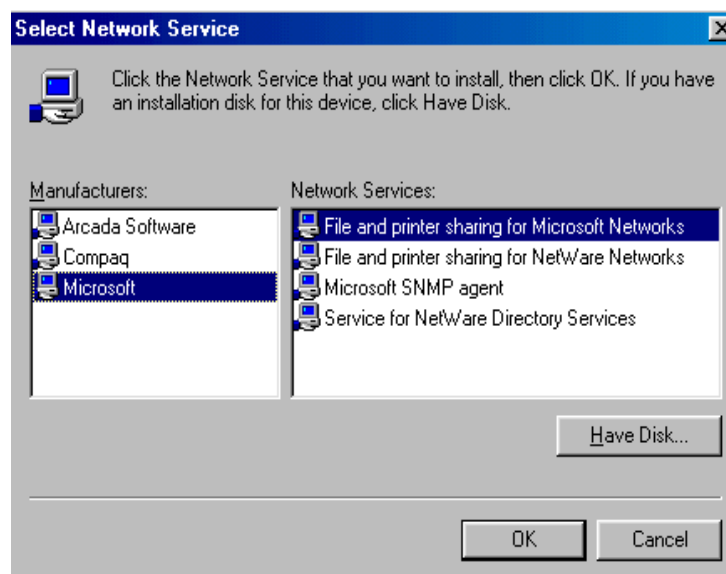 Select Network Service
Click the Network Service that you want to install, then click OK. If you have
an installation disk for this device, click Have Disk.
Manufacturers:
Arcada Software
Compaq
Microsoft
Network Services:
File and printer sharing for Microsoft Networks
File and printer sharing for NetWare Networks
Microsoft SNMP agent
Service for NetWare Directory Services
Have Disk...
OK
Cancel